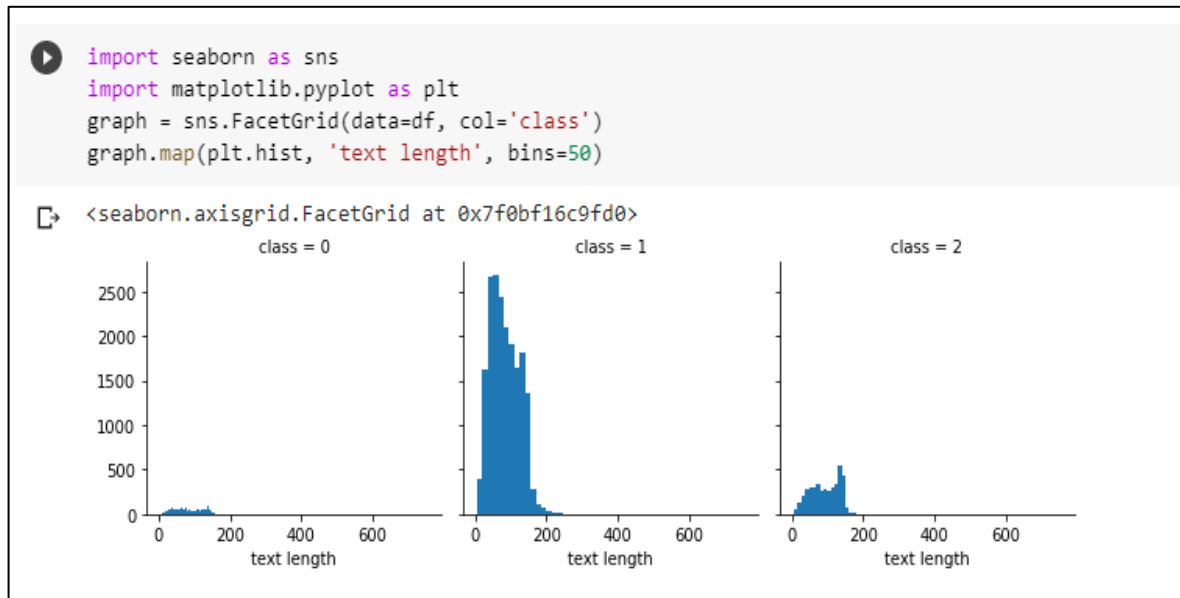 import seaborn as sns
import matplotlib.pyplot as plt
graph = sns.FacetGrid(data=df, col='class')
graph.map(plt.hist, 'text length', bins=50)
<seaborn.axisgrid.FacetGrid at 0x7f0bf16c9fd0>
class = 0 class = 1 class = 2
2500
2000
1500
1000
500
0
0 200 400 600 0 200 400 600 0 200 400 600
text length text length text length